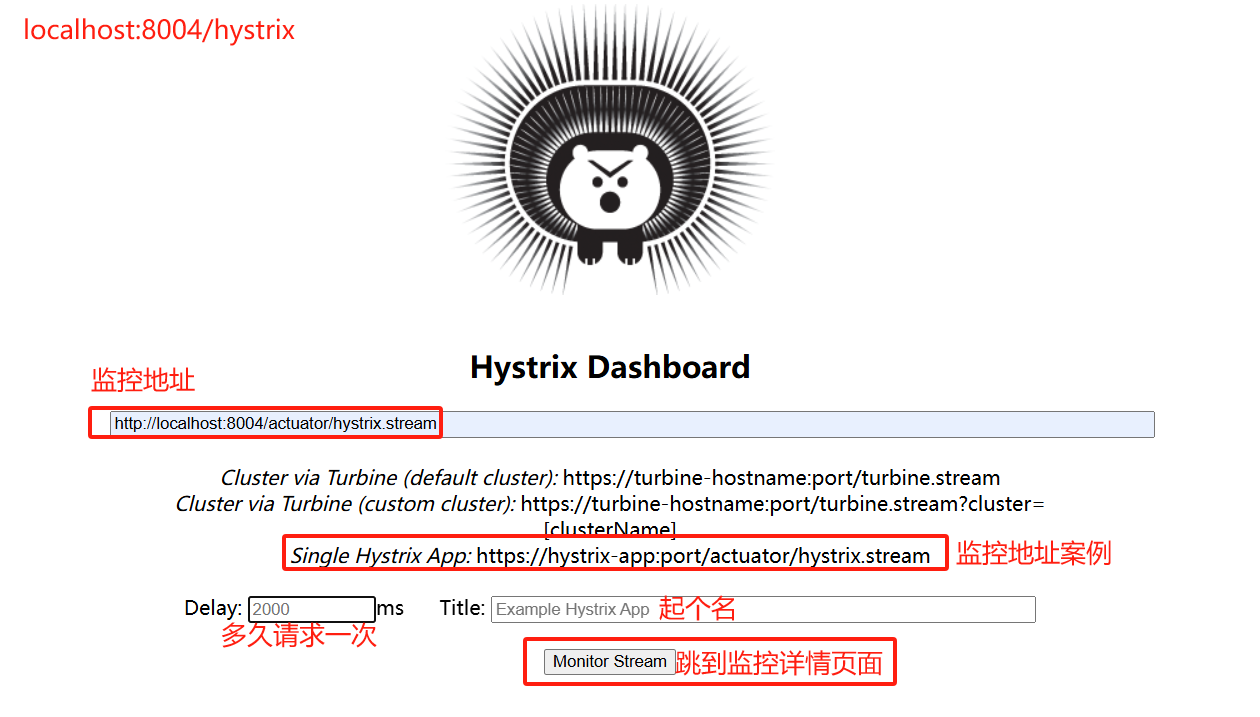 localhost:8004/hystrix
Hystrix Dashboard
监控地址
http://localhost:8004/actuator/hystrix.stream
Cluster via Turbine (default cluster): https://turbine-hostname:port/turbine.stream
Cluster via Turbine (custom cluster): https://turbine-hostname:port/turbine.stream?cluster=
[clusterName]
Single Hystrix App: https://hystrix-app:port/actuator/hystrix.stream 监控地址案例
Delay: 2000 ms Title: Example Hystrix App 起个名
多久请求一次
Monitor Stream 跳到监控详情页面